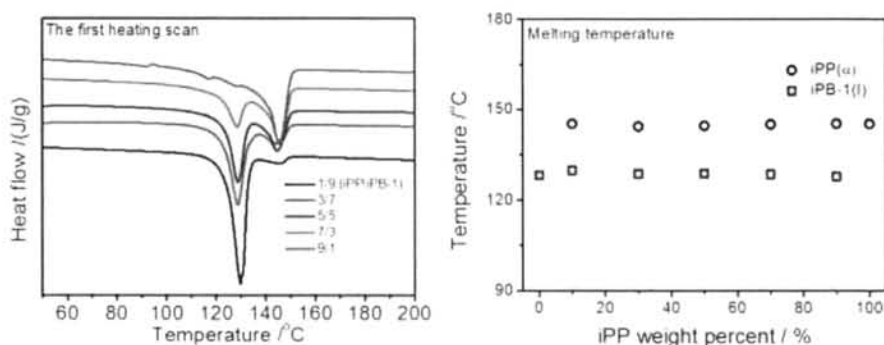 The first heating scan
Heat flow /(J/g)
1/9 (iPP/iPB-1)
3/7
5/5
7/3
9/1
60 80 100 120 140 160 180 200
Temperature /°C
Melting temperature
iPP(α)
iPB-1(I)
Temperature /°C
180
150
120
90
0 20 40 60 80 100
iPP weight percent / %